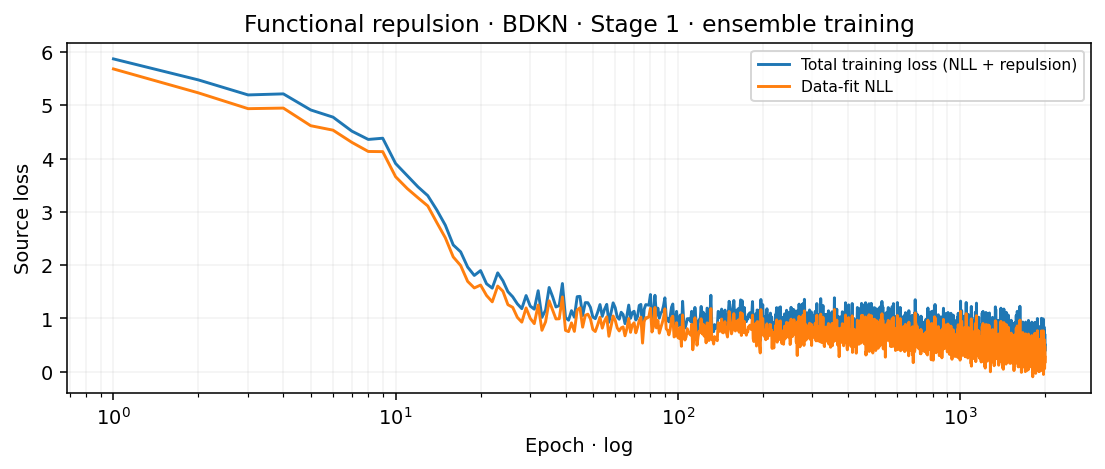 Functional repulsion · BDKN · Stage 1 · ensemble training
Total training loss (NLL + repulsion)
Data-fit NLL
Source loss
6
5
4
3
2
1
0
10⁰ 10¹ 10² 10³
Epoch · log